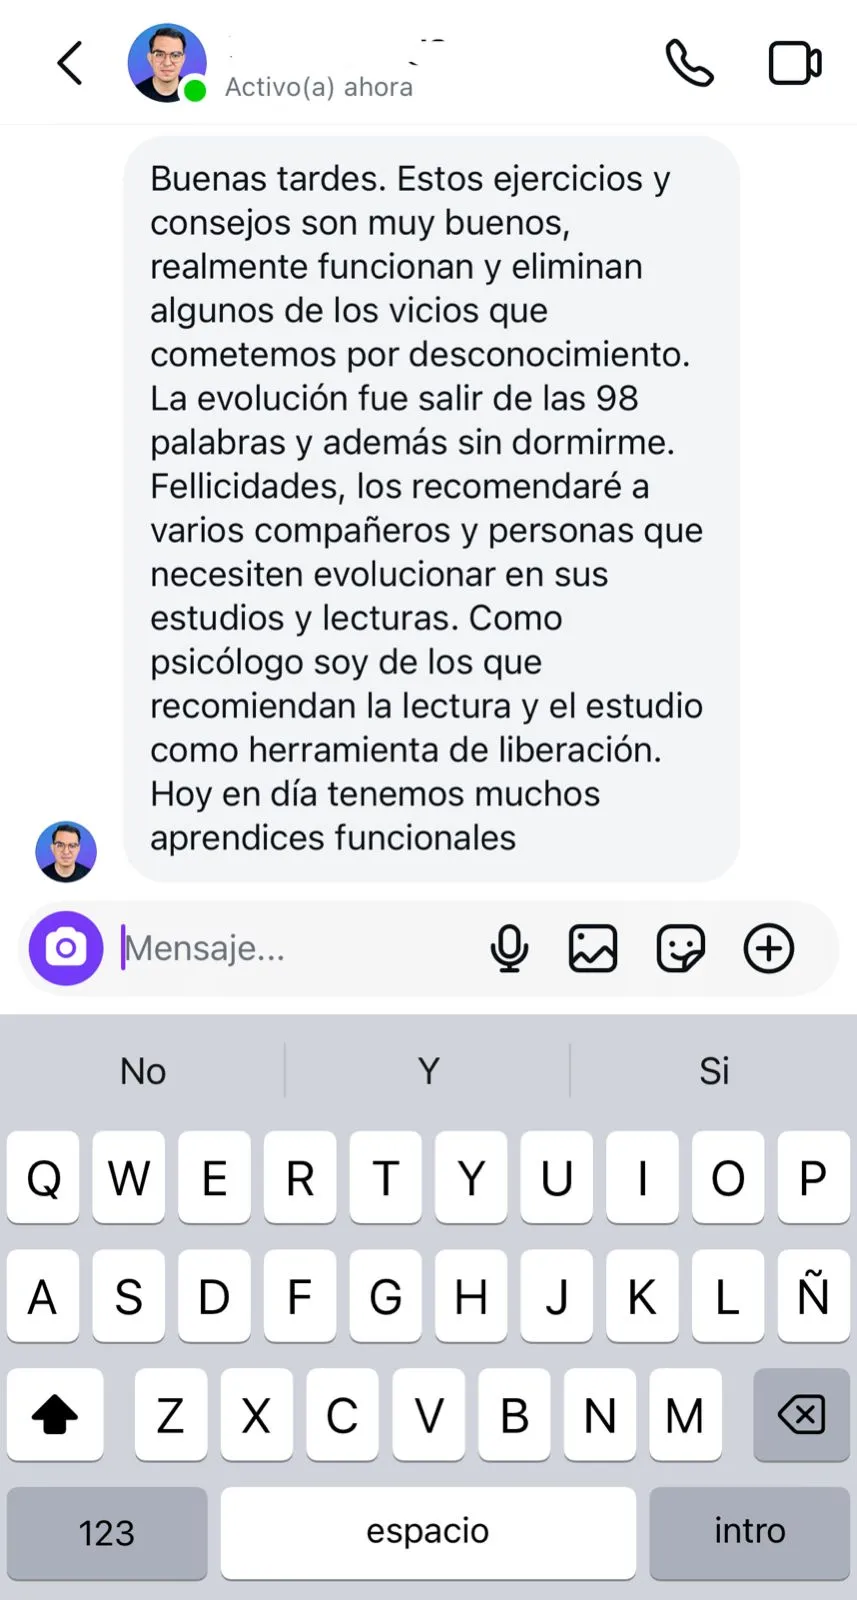 Activo(a) ahora
Buenas tardes. Estos ejercicios y
consejos son muy buenos,
realmente funcionan y eliminan
algunos de los vicios que
cometemos por desconocimiento.
La evolución fue salir de las 98
palabras y además sin dormirme.
Fellicidades, los recomendaré a
varios compañeros y personas que
necesiten evolucionar en sus
estudios y lecturas. Como
psicólogo soy de los que
recomiendan la lectura y el estudio
como herramienta de liberación.
Hoy en día tenemos muchos
aprendices funcionales
Mensaje...
No Y Si
Q W E R T Y U I O P
A S D F G H J K L Ñ
Z X C V B N M
123 espacio intro